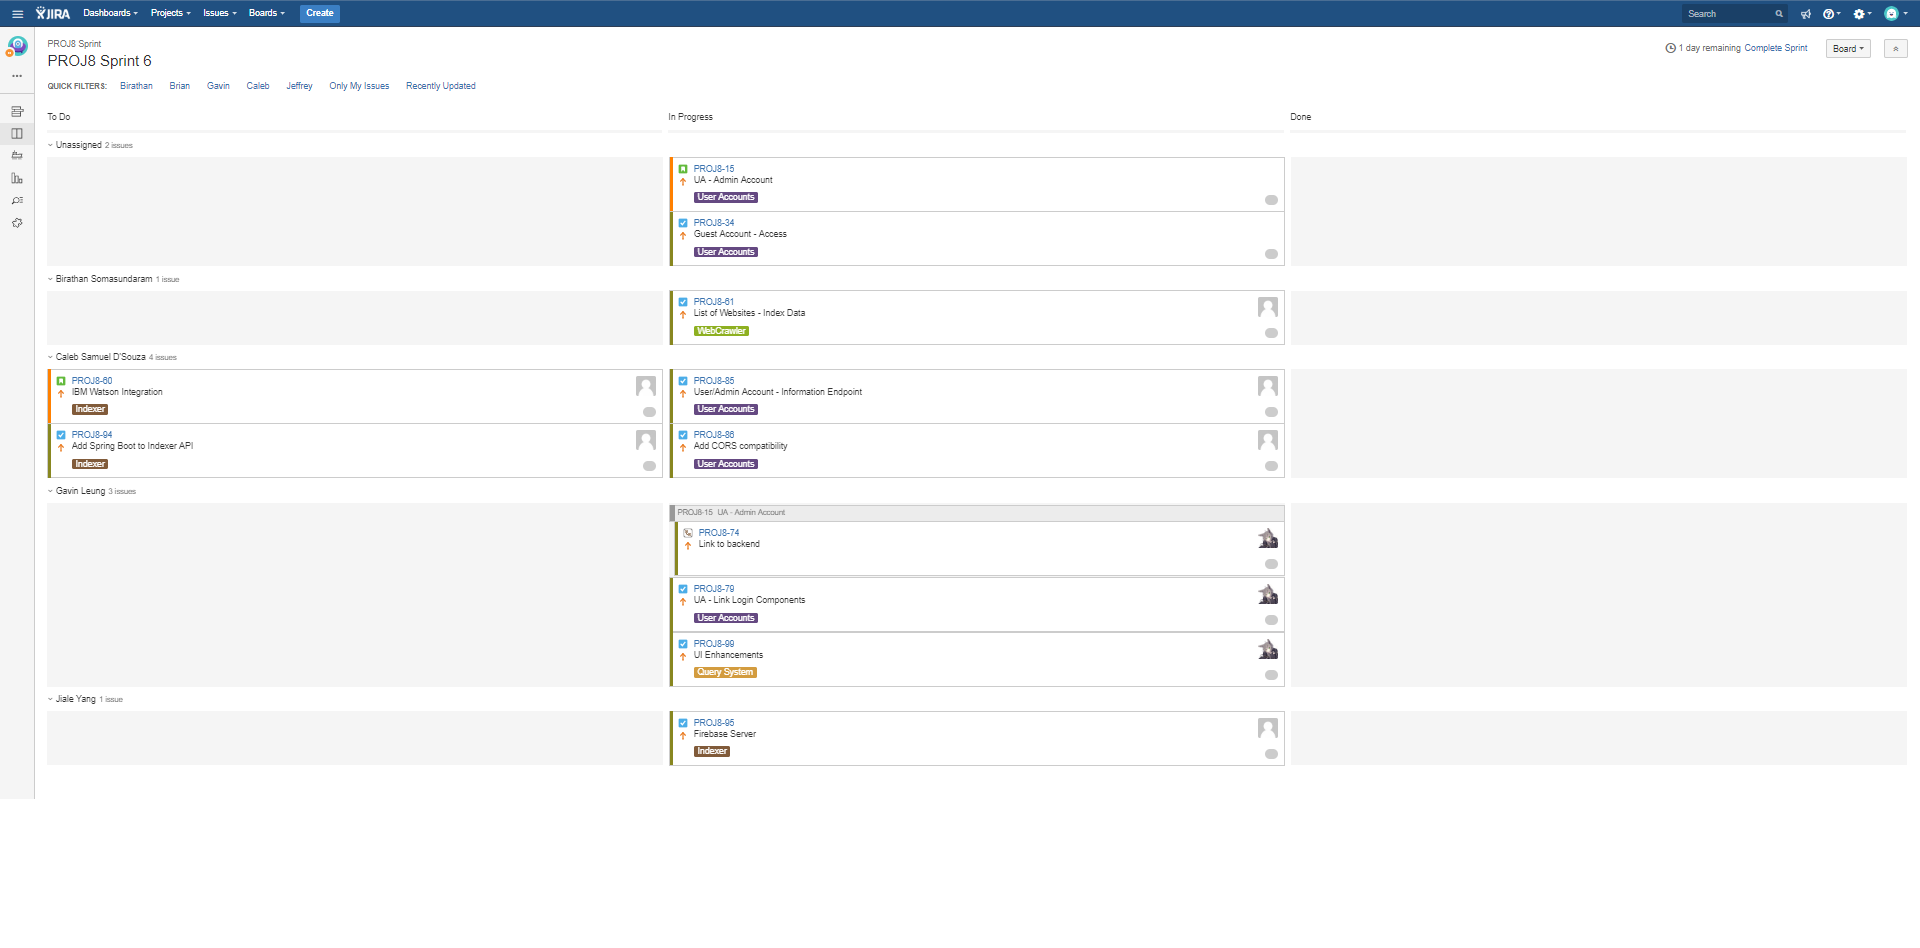 JIRA Dashboards Projects Issues Boards Create Search
PROJ8 Sprint
PROJ8 Sprint 6
1 day remaining Complete Sprint Board
QUICK FILTERS: Birathan Brian Gavin Caleb Jeffrey Only My Issues Recently Updated
To Do In Progress Done
Unassigned 2 issues
PROJ8-15
UA - Admin Account
User Accounts
PROJ8-34
Guest Account - Access
User Accounts
Birathan Somasundaram 1 issue
PROJ8-61
List of Websites - Index Data
WebCrawler
Caleb Samuel D'Souza 4 issues
PROJ8-60
IBM Watson Integration
Indexer
PROJ8-94
Add Spring Boot to Indexer API
Indexer
PROJ8-85
User/Admin Account - Information Endpoint
User Accounts
PROJ8-86
Add CORS compatibility
User Accounts
Gavin Leung 3 issues
PROJ8-15 UA - Admin Account
PROJ8-74
Link to backend
PROJ8-79
UA - Link Login Components
User Accounts
PROJ8-99
UI Enhancements
Query System
Jiale Yang 1 issue
PROJ8-95
Firebase Server
Indexer